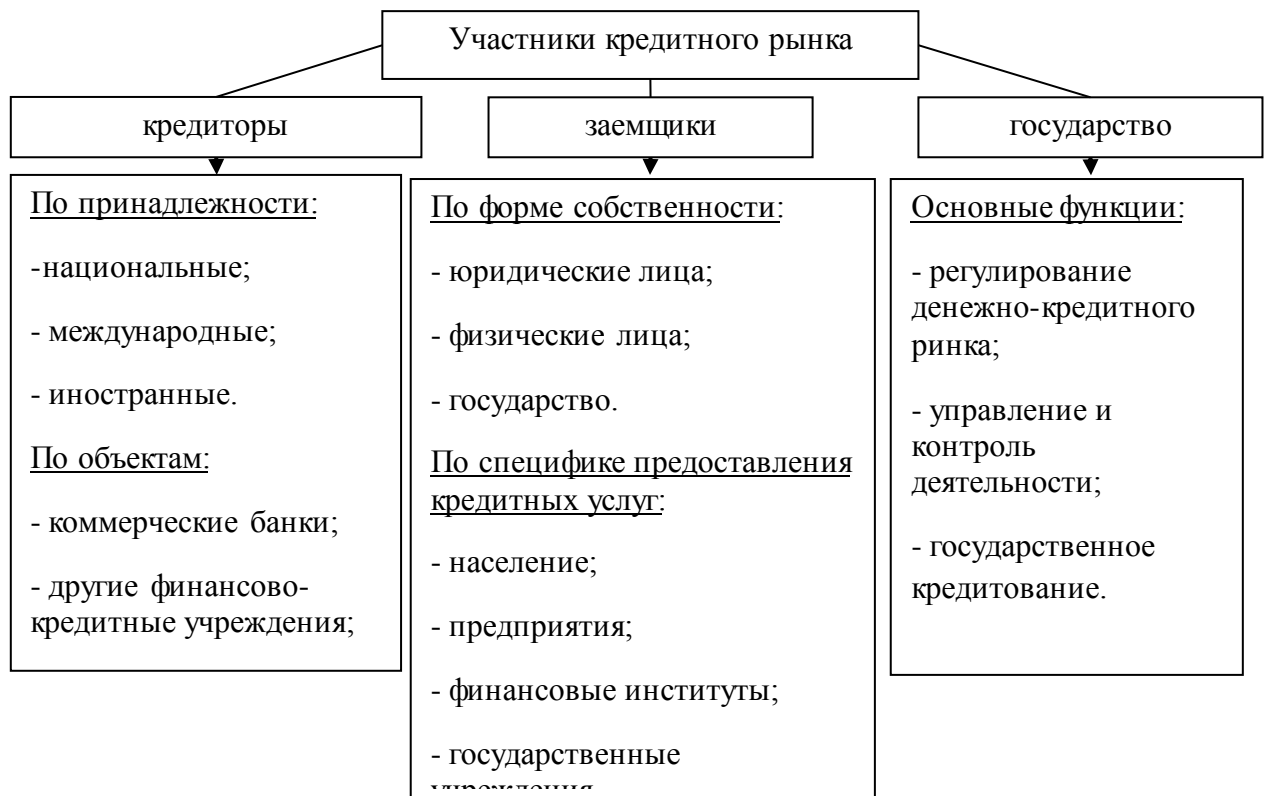 Участники кредитного рынка
кредиторы
заемщики
государство
По принадлежности:
-национальные;
- международные;
- иностранные.
По объектам:
- коммерческие банки;
- другие финансово-
кредитные учреждения;
По форме собственности:
- юридические лица;
- физические лица;
- государство.
По специфике предоставления
кредитных услуг:
- население;
- предприятия;
- финансовые институты;
- государственные
Основные функции:
- регулирование
денежно-кредитного
ринка;
- управление и
контроль
деятельности;
- государственное
кредитование.